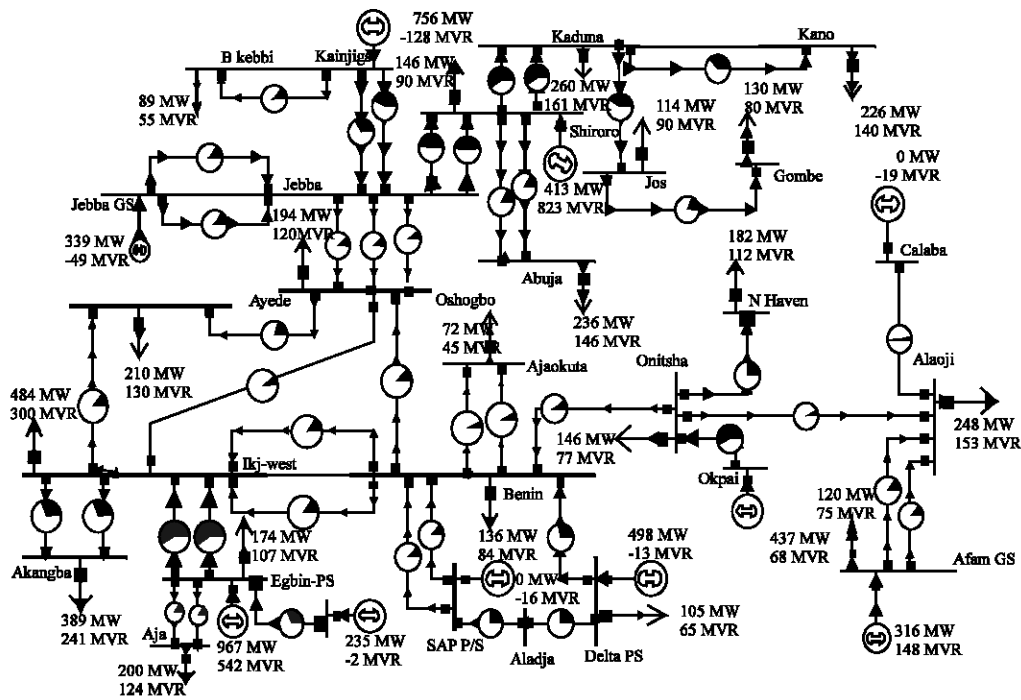 756 MW
-128 MVR
Kaduna
Kano
B kebbi
Kainjiga
146 MW
90 MVR
260 MW
161 MVR
130 MW
80 MVR
89 MW
55 MVR
114 MW
90 MVR
226 MW
140 MVR
Shiroro
0 MW
-19 MVR
Jos
Gombe
Jebba
Jebba GS
413 MW
823 MVR
194 MW
120MVR
339 MW
-49 MVR
182 MW
112 MVR
Calaba
Abuja
N Haven
Ayede
Oshogbo
72 MW
45 MVR
236 MW
146 MVR
Onitsha
Alaoji
Ajaokuta
210 MW
130 MVR
484 MW
300 MVR
248 MW
153 MVR
146 MW
77 MVR
Ikj-west
Benin
Okpai
120 MW
75 MVR
174 MW
107 MVR
136 MW
84 MVR
498 MW
-13 MVR
437 MW
68 MVR
Akangba
Egbin-PS
0 MW
-16 MVR
Afam GS
389 MW
241 MVR
Aja
967 MW
542 MVR
235 MW
-2 MVR
SAP P/S
Aladja
Delta PS
105 MW
65 MVR
316 MW
148 MVR
200 MW
124 MVR